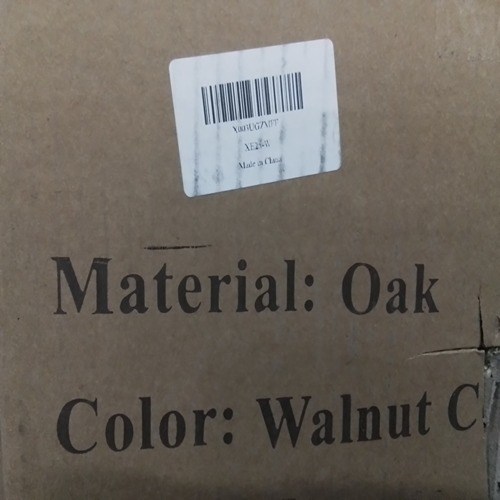 Made in China
Material: Oak
Color: Walnut C